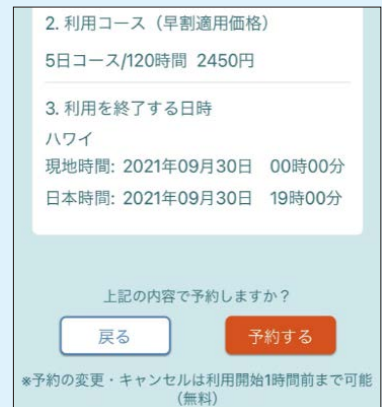 2. 利用コース（早割適用価格）
5日コース/120時間 2450円
3. 利用を終了する日時
ハワイ
現地時間: 2021年09月30日 00時00分
日本時間: 2021年09月30日 19時00分
上記の内容で予約しますか？
戻る 予約する
※予約の変更・キャンセルは利用開始1時間前まで可能
（無料）